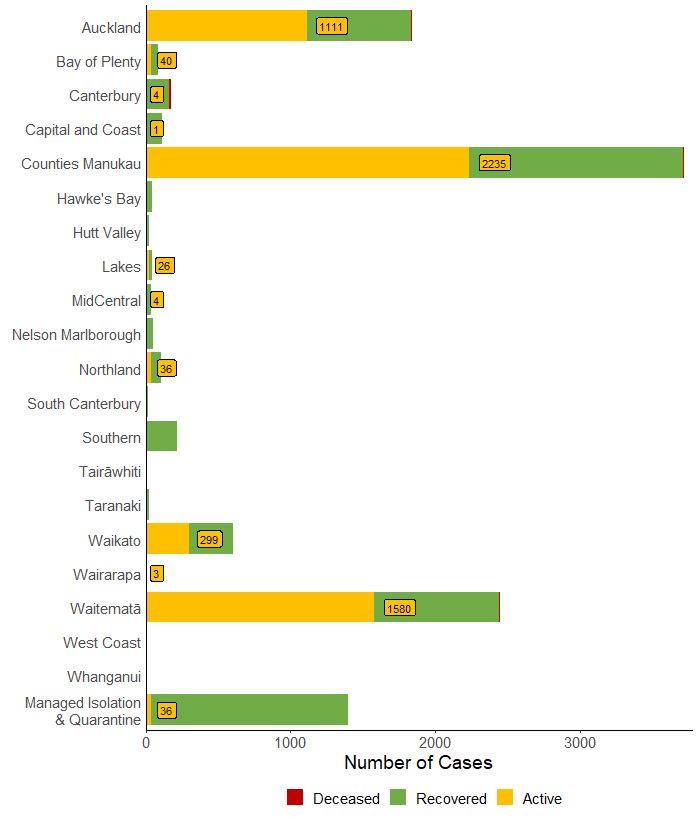 Auckland 1111
Bay of Plenty 40
Canterbury 4
Capital and Coast 1
Counties Manukau 2235
Hawke's Bay
Hutt Valley
Lakes 26
MidCentral 4
Nelson Marlborough
Northland 36
South Canterbury
Southern
Tairāwhiti
Taranaki
Waikato 299
Wairarapa 3
Waitematā 1580
West Coast
Whanganui
Managed Isolation
& Quarantine 36
0 1000 2000 3000
Number of Cases
Deceased Recovered Active